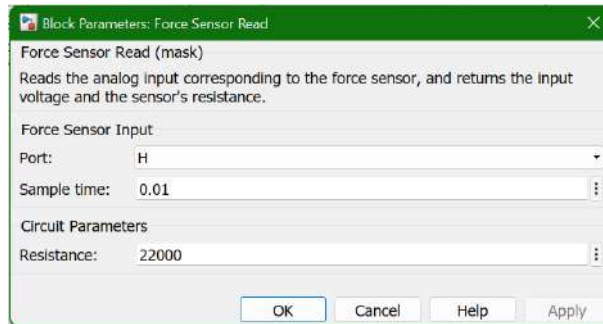 Block Parameters: Force Sensor Read
Force Sensor Read (mask)
Reads the analog input corresponding to the force sensor, and returns the input
voltage and the sensor's resistance.
Force Sensor Input
Port: H
Sample time: 0.01
Circuit Parameters
Resistance: 22000
OK Cancel Help Apply